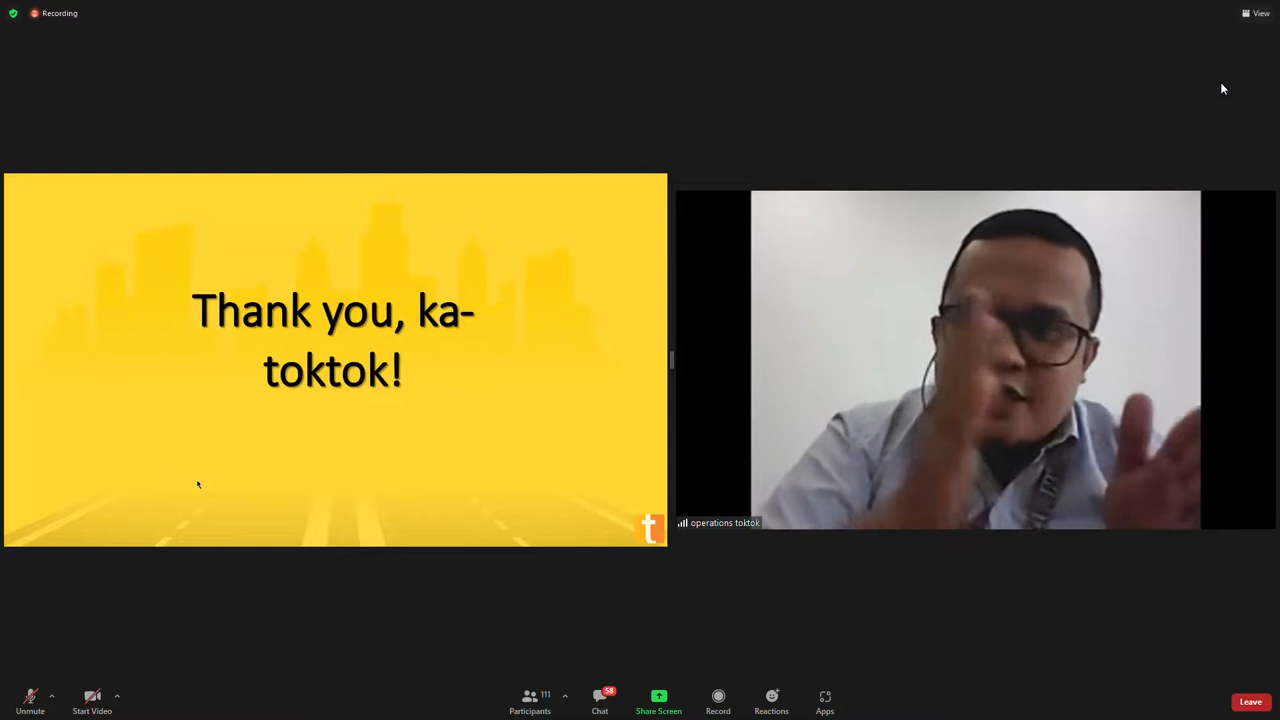 Recording
View
Thank you, ka-
toktok!
t
operations toktok
Unmute
Start Video
Participants
111
Chat
58
Share Screen
Record
Reactions
Apps
Leave